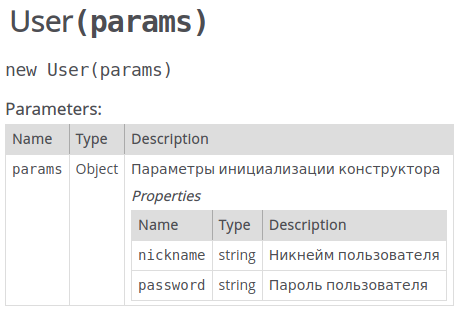 User(params)
new User(params)
Parameters:
Name Type Description
params Object Параметры инициализации конструктора
Properties
Name Type Description
nickname string Никнейм пользователя
password string Пароль пользователя